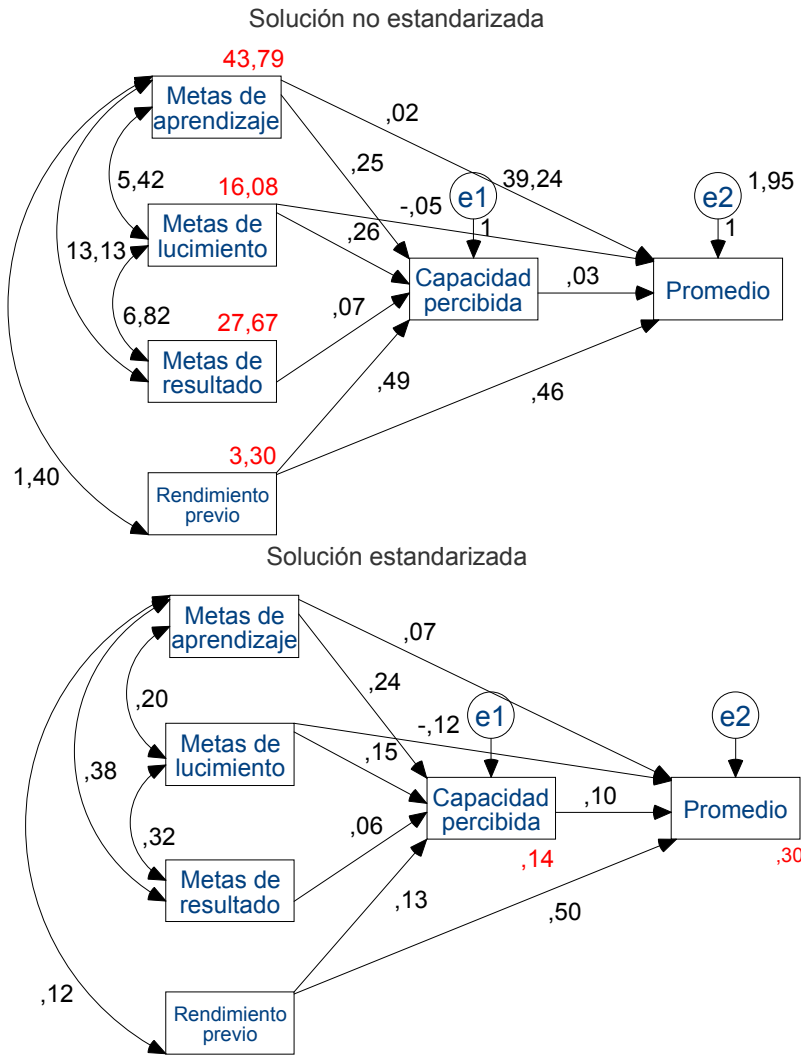 Solución no estandarizada
43,79
Metas de
aprendizaje
,02
,25
39,24
e1
1
1,95
e2
1
5,42
16,08
-,05
Metas de
lucimiento
,26
13,13
Capacidad
percibida
,03
Promedio
6,82
27,67
,07
Metas de
resultado
,49
,46
3,30
1,40
Rendimiento
previo
Solución estandarizada
Metas de
aprendizaje
,07
,24
e1
e2
,20
-,12
Metas de
lucimiento
,15
,38
Capacidad
percibida
,10
Promedio
,32
,06
,14
,30
Metas de
resultado
,13
,50
,12
Rendimiento
previo